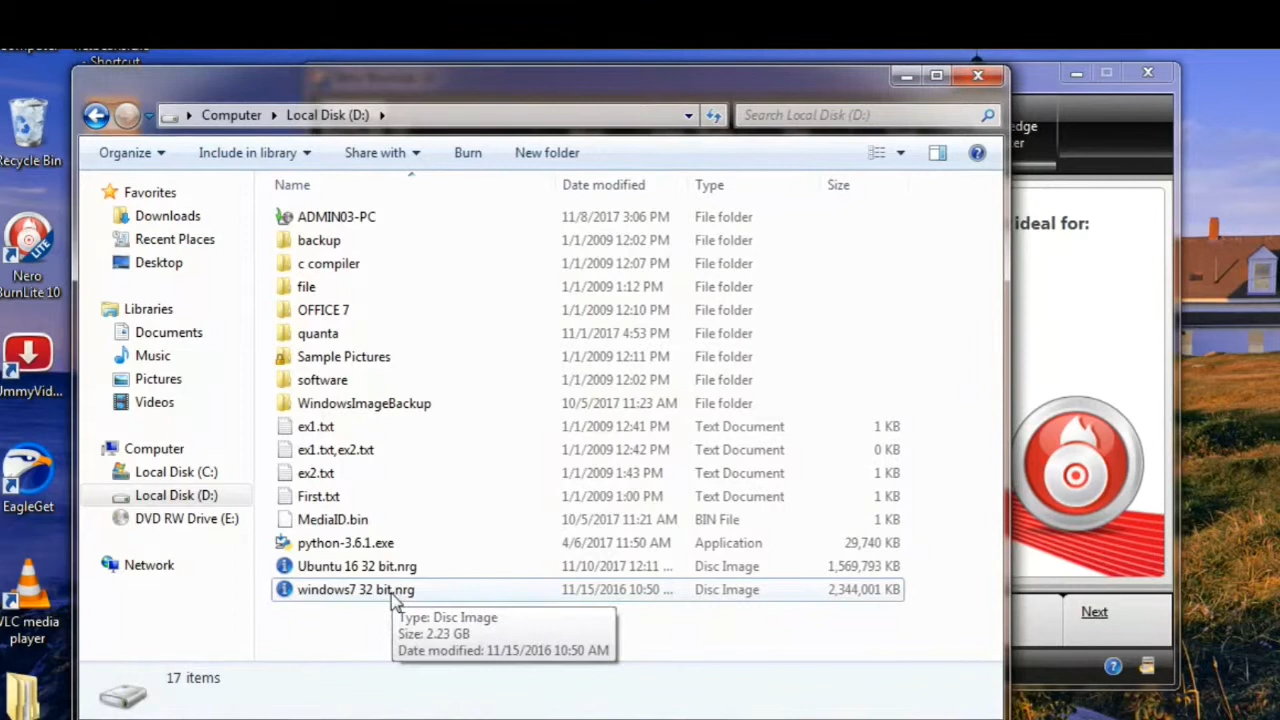 Shortcut
Computer
Local Disk (D:)
Search Local Disk (D:)
Organize
Include in library
Share with
Burn
New folder
Name
Date modified
Type
Size
Favorites
Downloads
Recent Places
Desktop
Libraries
Documents
Music
Pictures
Videos
Computer
Local Disk (C:)
Local Disk (D:)
DVD RW Drive (E:)
Network
ADMIN03-PC 11/8/2017 3:06 PM File folder
backup 1/1/2009 12:02 PM File folder
c compiler 1/1/2009 12:07 PM File folder
file 1/1/2009 1:12 PM File folder
OFFICE 7 1/1/2009 12:10 PM File folder
quanta 11/1/2017 4:53 PM File folder
Sample Pictures 1/1/2009 12:11 PM File folder
software 1/1/2009 12:02 PM File folder
WindowsImageBackup 10/5/2017 11:23 AM File folder
ex1.txt 1/1/2009 12:41 PM Text Document 1 KB
ex1.txt,ex2.txt 1/1/2009 12:42 PM Text Document 0 KB
ex2.txt 1/1/2009 1:43 PM Text Document 1 KB
First.txt 1/1/2009 1:00 PM Text Document 1 KB
MediaID.bin 10/5/2017 11:21 AM BIN File 1 KB
python-3.6.1.exe 4/6/2017 11:50 AM Application 29,740 KB
Ubuntu 16 32 bit.nrg 11/10/2017 12:11 ... Disc Image 1,569,793 KB
windows7 32 bit.nrg 11/15/2016 10:50 ... Disc Image 2,344,001 KB
Type: Disc Image
Size: 2.23 GB
Date modified: 11/15/2016 10:50 AM
17 items
Recycle Bin
LITE
Nero
BurnLite 10
UmmyVid...
EagleGet
VLC media
player
edge
er
ideal for:
Next